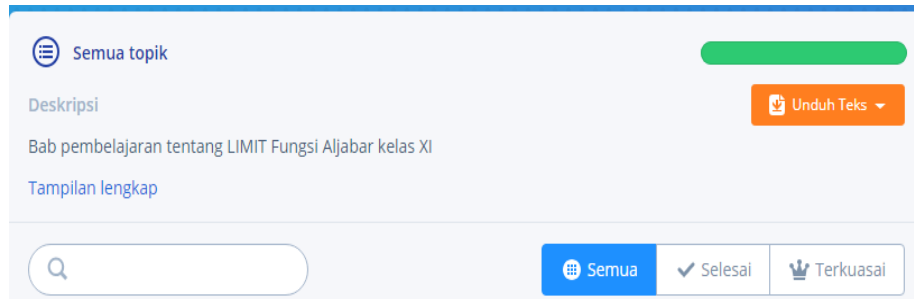 Semua topik
Deskripsi
Unduh Teks
Bab pembelajaran tentang LIMIT Fungsi Aljabar kelas XI
Tampilan lengkap
Semua
Selesai
Terkuasai